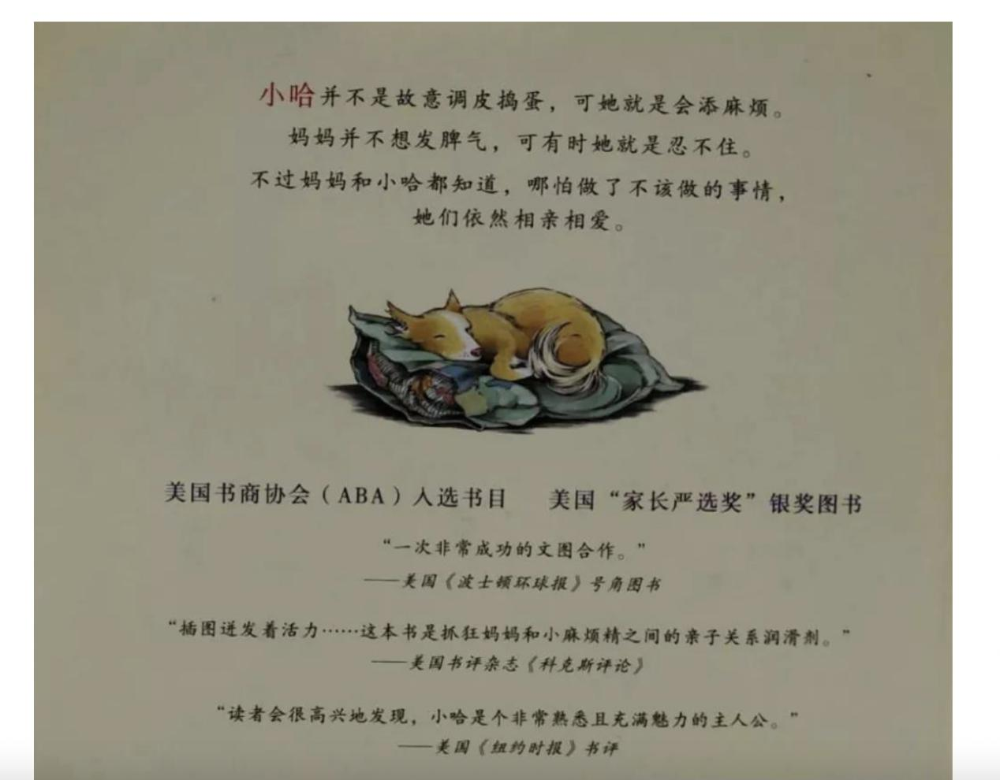 小哈并不是故意调皮捣蛋，可她就是会添麻烦。
妈妈并不想发脾气，可有时她就是忍不住。
不过妈妈和小哈都知道，哪怕做了不该做的事情，
她们依然相亲相爱。
美国书商协会（ABA）入选书目 美国“家长严选奖”银奖图书
“一次非常成功的文图合作。”
——美国《波士顿环球报》号角图书
“插图迸发着活力……这本书是抓狂妈妈和小麻烦精之间的亲子关系润滑剂。”
——美国书评杂志《科克斯评论》
“读者会很高兴地发现，小哈是个非常熟悉且充满魅力的主人公。”
——美国《纽约时报》书评